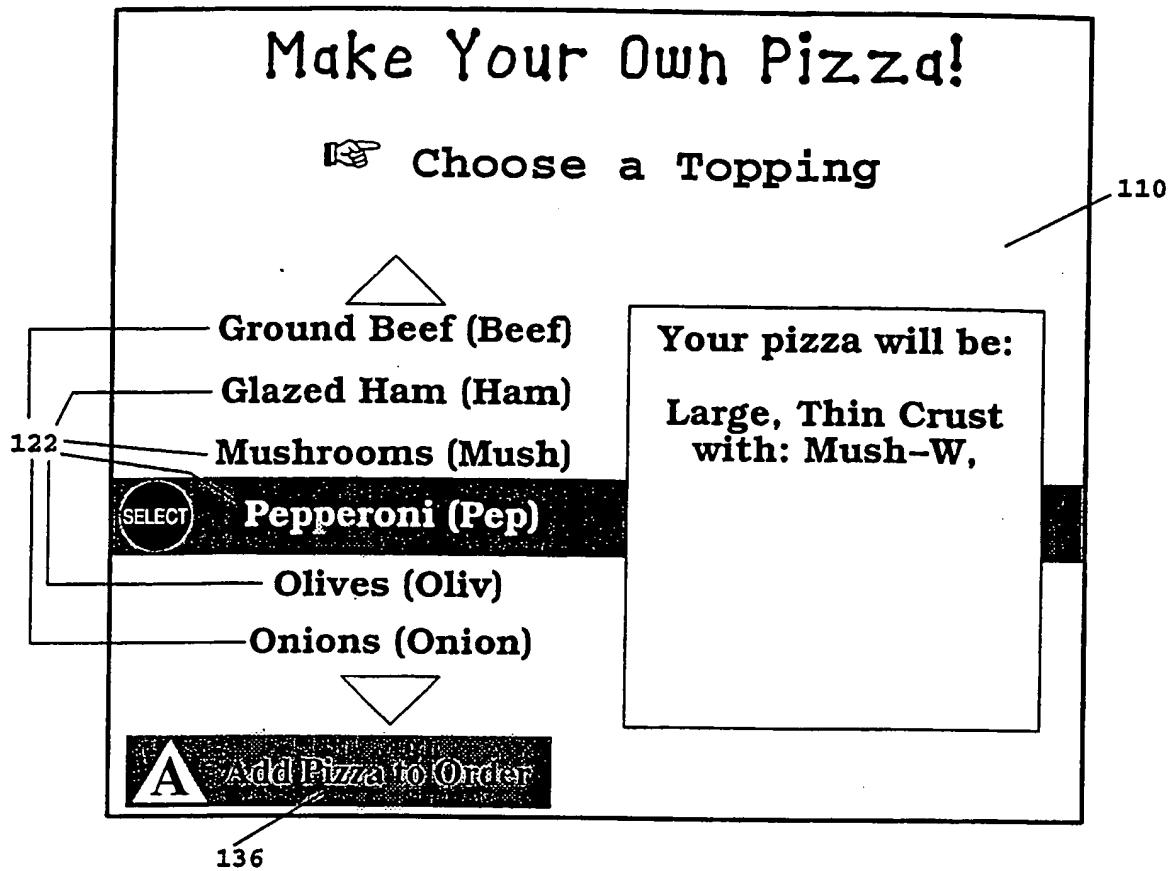 Make Your Own Pizza!
☞ Choose a Topping
110
Ground Beef (Beef)
Glazed Ham (Ham)
122
Mushrooms (Mush)
SELECT Pepperoni (Pep)
Olives (Oliv)
Onions (Onion)
Your pizza will be:
Large, Thin Crust
with: Mush–W,
A Add Pizza to Order
136